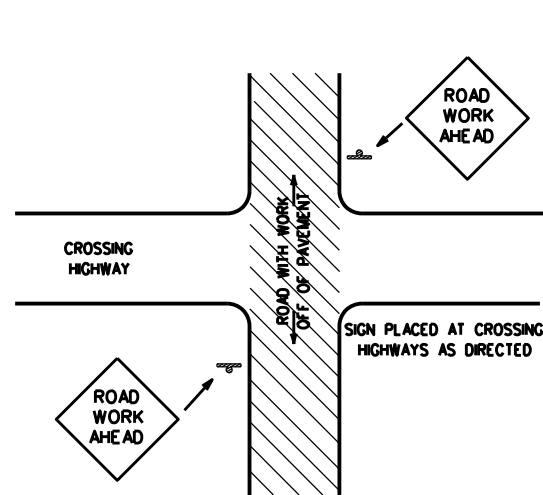 ROAD
WORK
AHEAD
CROSSING
HIGHWAY
ROAD WITH WORK
OFF OF PAVEMENT
SIGN PLACED AT CROSSING
HIGHWAYS AS DIRECTED
ROAD
WORK
AHEAD